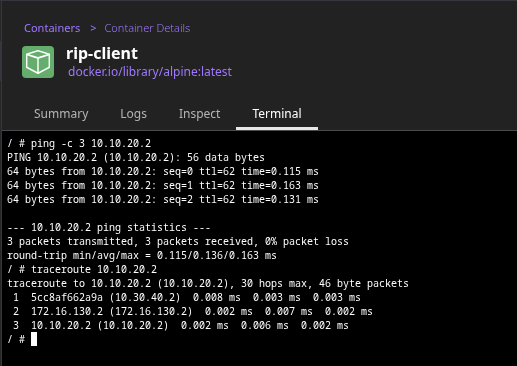 Containers > Container Details
rip-client
docker.io/library/alpine:latest
Summary Logs Inspect Terminal
/ # ping -c 3 10.10.20.2
PING 10.10.20.2 (10.10.20.2): 56 data bytes
64 bytes from 10.10.20.2: seq=0 ttl=62 time=0.115 ms
64 bytes from 10.10.20.2: seq=1 ttl=62 time=0.163 ms
64 bytes from 10.10.20.2: seq=2 ttl=62 time=0.131 ms
--- 10.10.20.2 ping statistics ---
3 packets transmitted, 3 packets received, 0% packet loss
round-trip min/avg/max = 0.115/0.136/0.163 ms
/ # traceroute 10.10.20.2
traceroute to 10.10.20.2 (10.10.20.2), 30 hops max, 46 byte packets
1 5cc8af662a9a (10.30.40.2) 0.008 ms 0.003 ms 0.003 ms
2 172.16.130.2 (172.16.130.2) 0.002 ms 0.007 ms 0.002 ms
3 10.10.20.2 (10.10.20.2) 0.002 ms 0.006 ms 0.002 ms
/ #